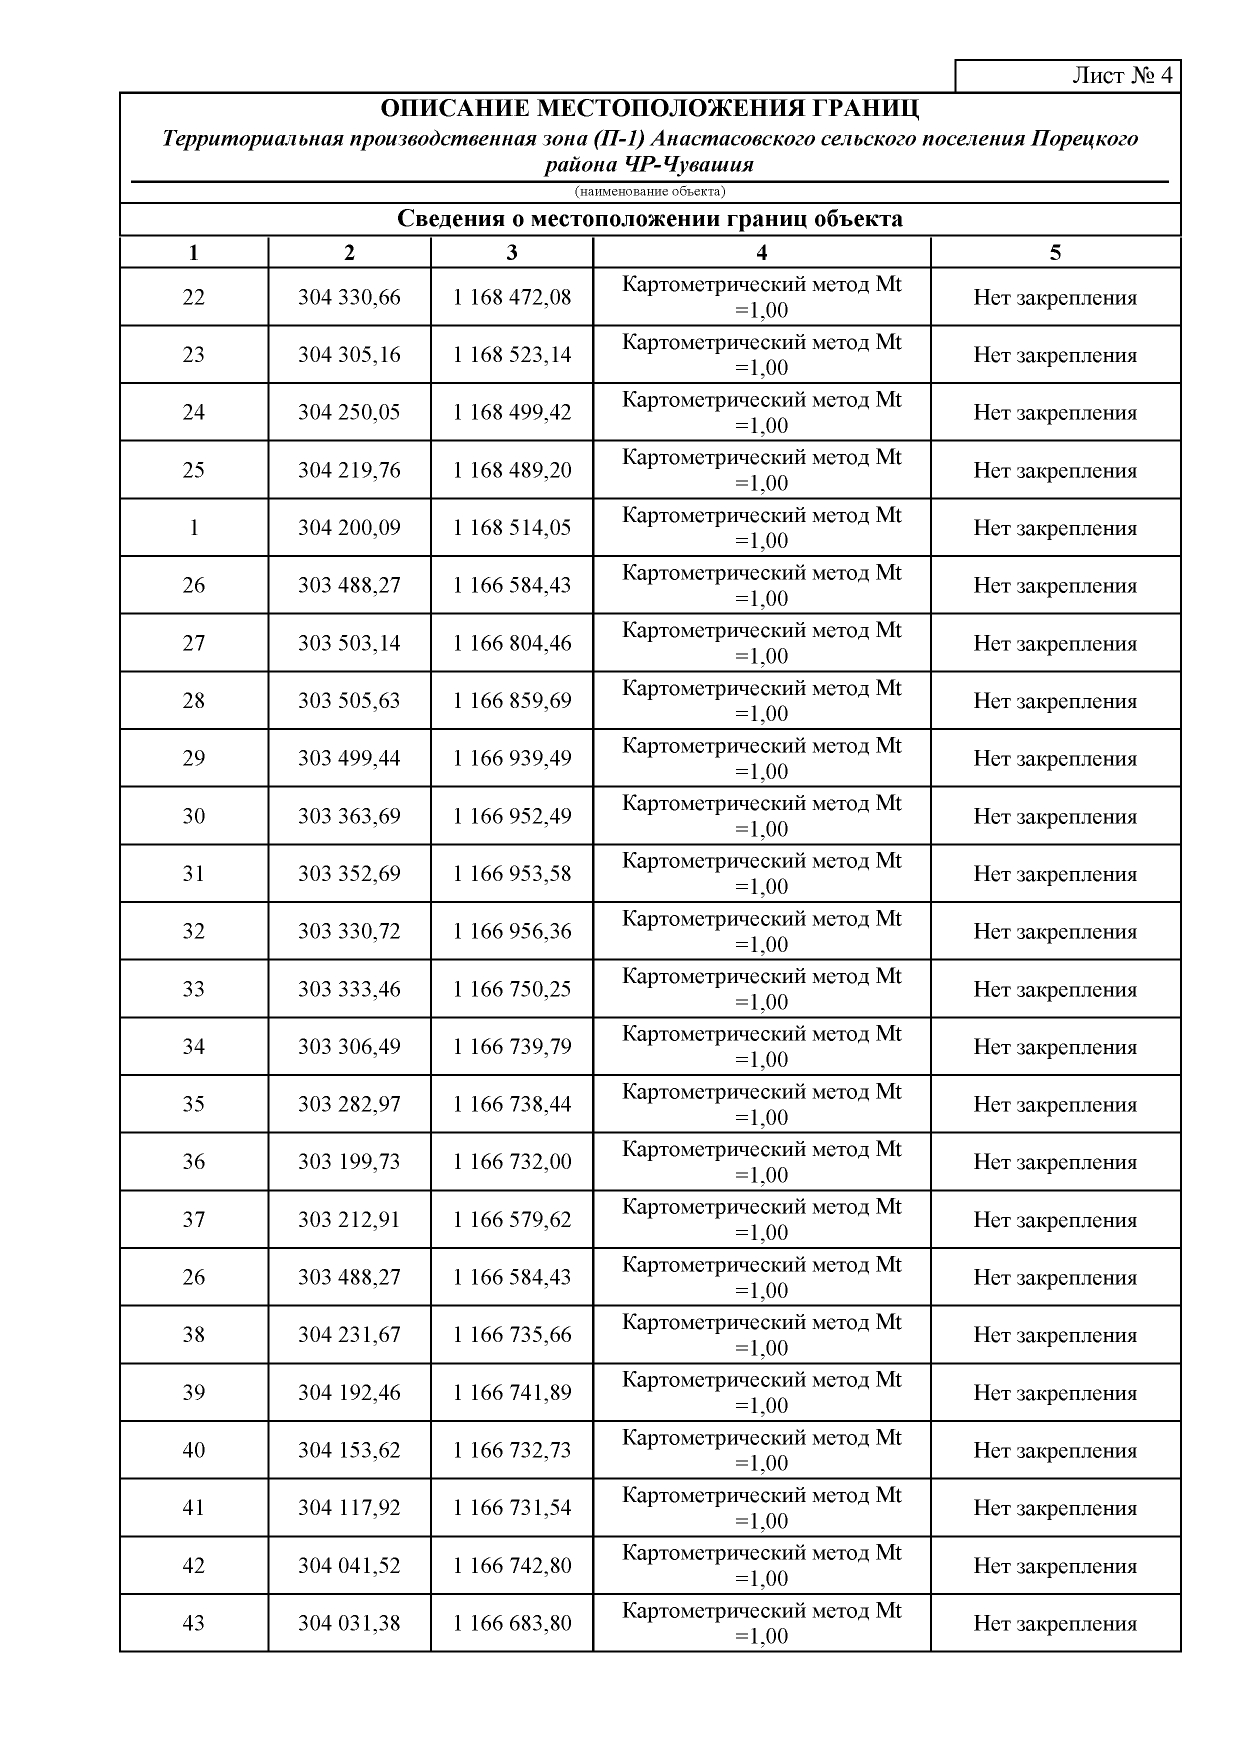 Лист № 4
ОПИСАНИЕ МЕСТОПОЛОЖЕНИЯ ГРАНИЦ
Территориальная производственная зона (П-1) Анастасовского сельского поселения Порецкого
района ЧР-Чувашия
(наименование объекта)
Сведения о местоположении границ объекта
1 2 3 4 5
22 304 330,66 1 168 472,08 Картометрический метод Mt
=1,00 Нет закрепления
23 304 305,16 1 168 523,14 Картометрический метод Mt
=1,00 Нет закрепления
24 304 250,05 1 168 499,42 Картометрический метод Mt
=1,00 Нет закрепления
25 304 219,76 1 168 489,20 Картометрический метод Mt
=1,00 Нет закрепления
1 304 200,09 1 168 514,05 Картометрический метод Mt
=1,00 Нет закрепления
26 303 488,27 1 166 584,43 Картометрический метод Mt
=1,00 Нет закрепления
27 303 503,14 1 166 804,46 Картометрический метод Mt
=1,00 Нет закрепления
28 303 505,63 1 166 859,69 Картометрический метод Mt
=1,00 Нет закрепления
29 303 499,44 1 166 939,49 Картометрический метод Mt
=1,00 Нет закрепления
30 303 363,69 1 166 952,49 Картометрический метод Mt
=1,00 Нет закрепления
31 303 352,69 1 166 953,58 Картометрический метод Mt
=1,00 Нет закрепления
32 303 330,72 1 166 956,36 Картометрический метод Mt
=1,00 Нет закрепления
33 303 333,46 1 166 750,25 Картометрический метод Mt
=1,00 Нет закрепления
34 303 306,49 1 166 739,79 Картометрический метод Mt
=1,00 Нет закрепления
35 303 282,97 1 166 738,44 Картометрический метод Mt
=1,00 Нет закрепления
36 303 199,73 1 166 732,00 Картометрический метод Mt
=1,00 Нет закрепления
37 303 212,91 1 166 579,62 Картометрический метод Mt
=1,00 Нет закрепления
26 303 488,27 1 166 584,43 Картометрический метод Mt
=1,00 Нет закрепления
38 304 231,67 1 166 735,66 Картометрический метод Mt
=1,00 Нет закрепления
39 304 192,46 1 166 741,89 Картометрический метод Mt
=1,00 Нет закрепления
40 304 153,62 1 166 732,73 Картометрический метод Mt
=1,00 Нет закрепления
41 304 117,92 1 166 731,54 Картометрический метод Mt
=1,00 Нет закрепления
42 304 041,52 1 166 742,80 Картометрический метод Mt
=1,00 Нет закрепления
43 304 031,38 1 166 683,80 Картометрический метод Mt
=1,00 Нет закрепления